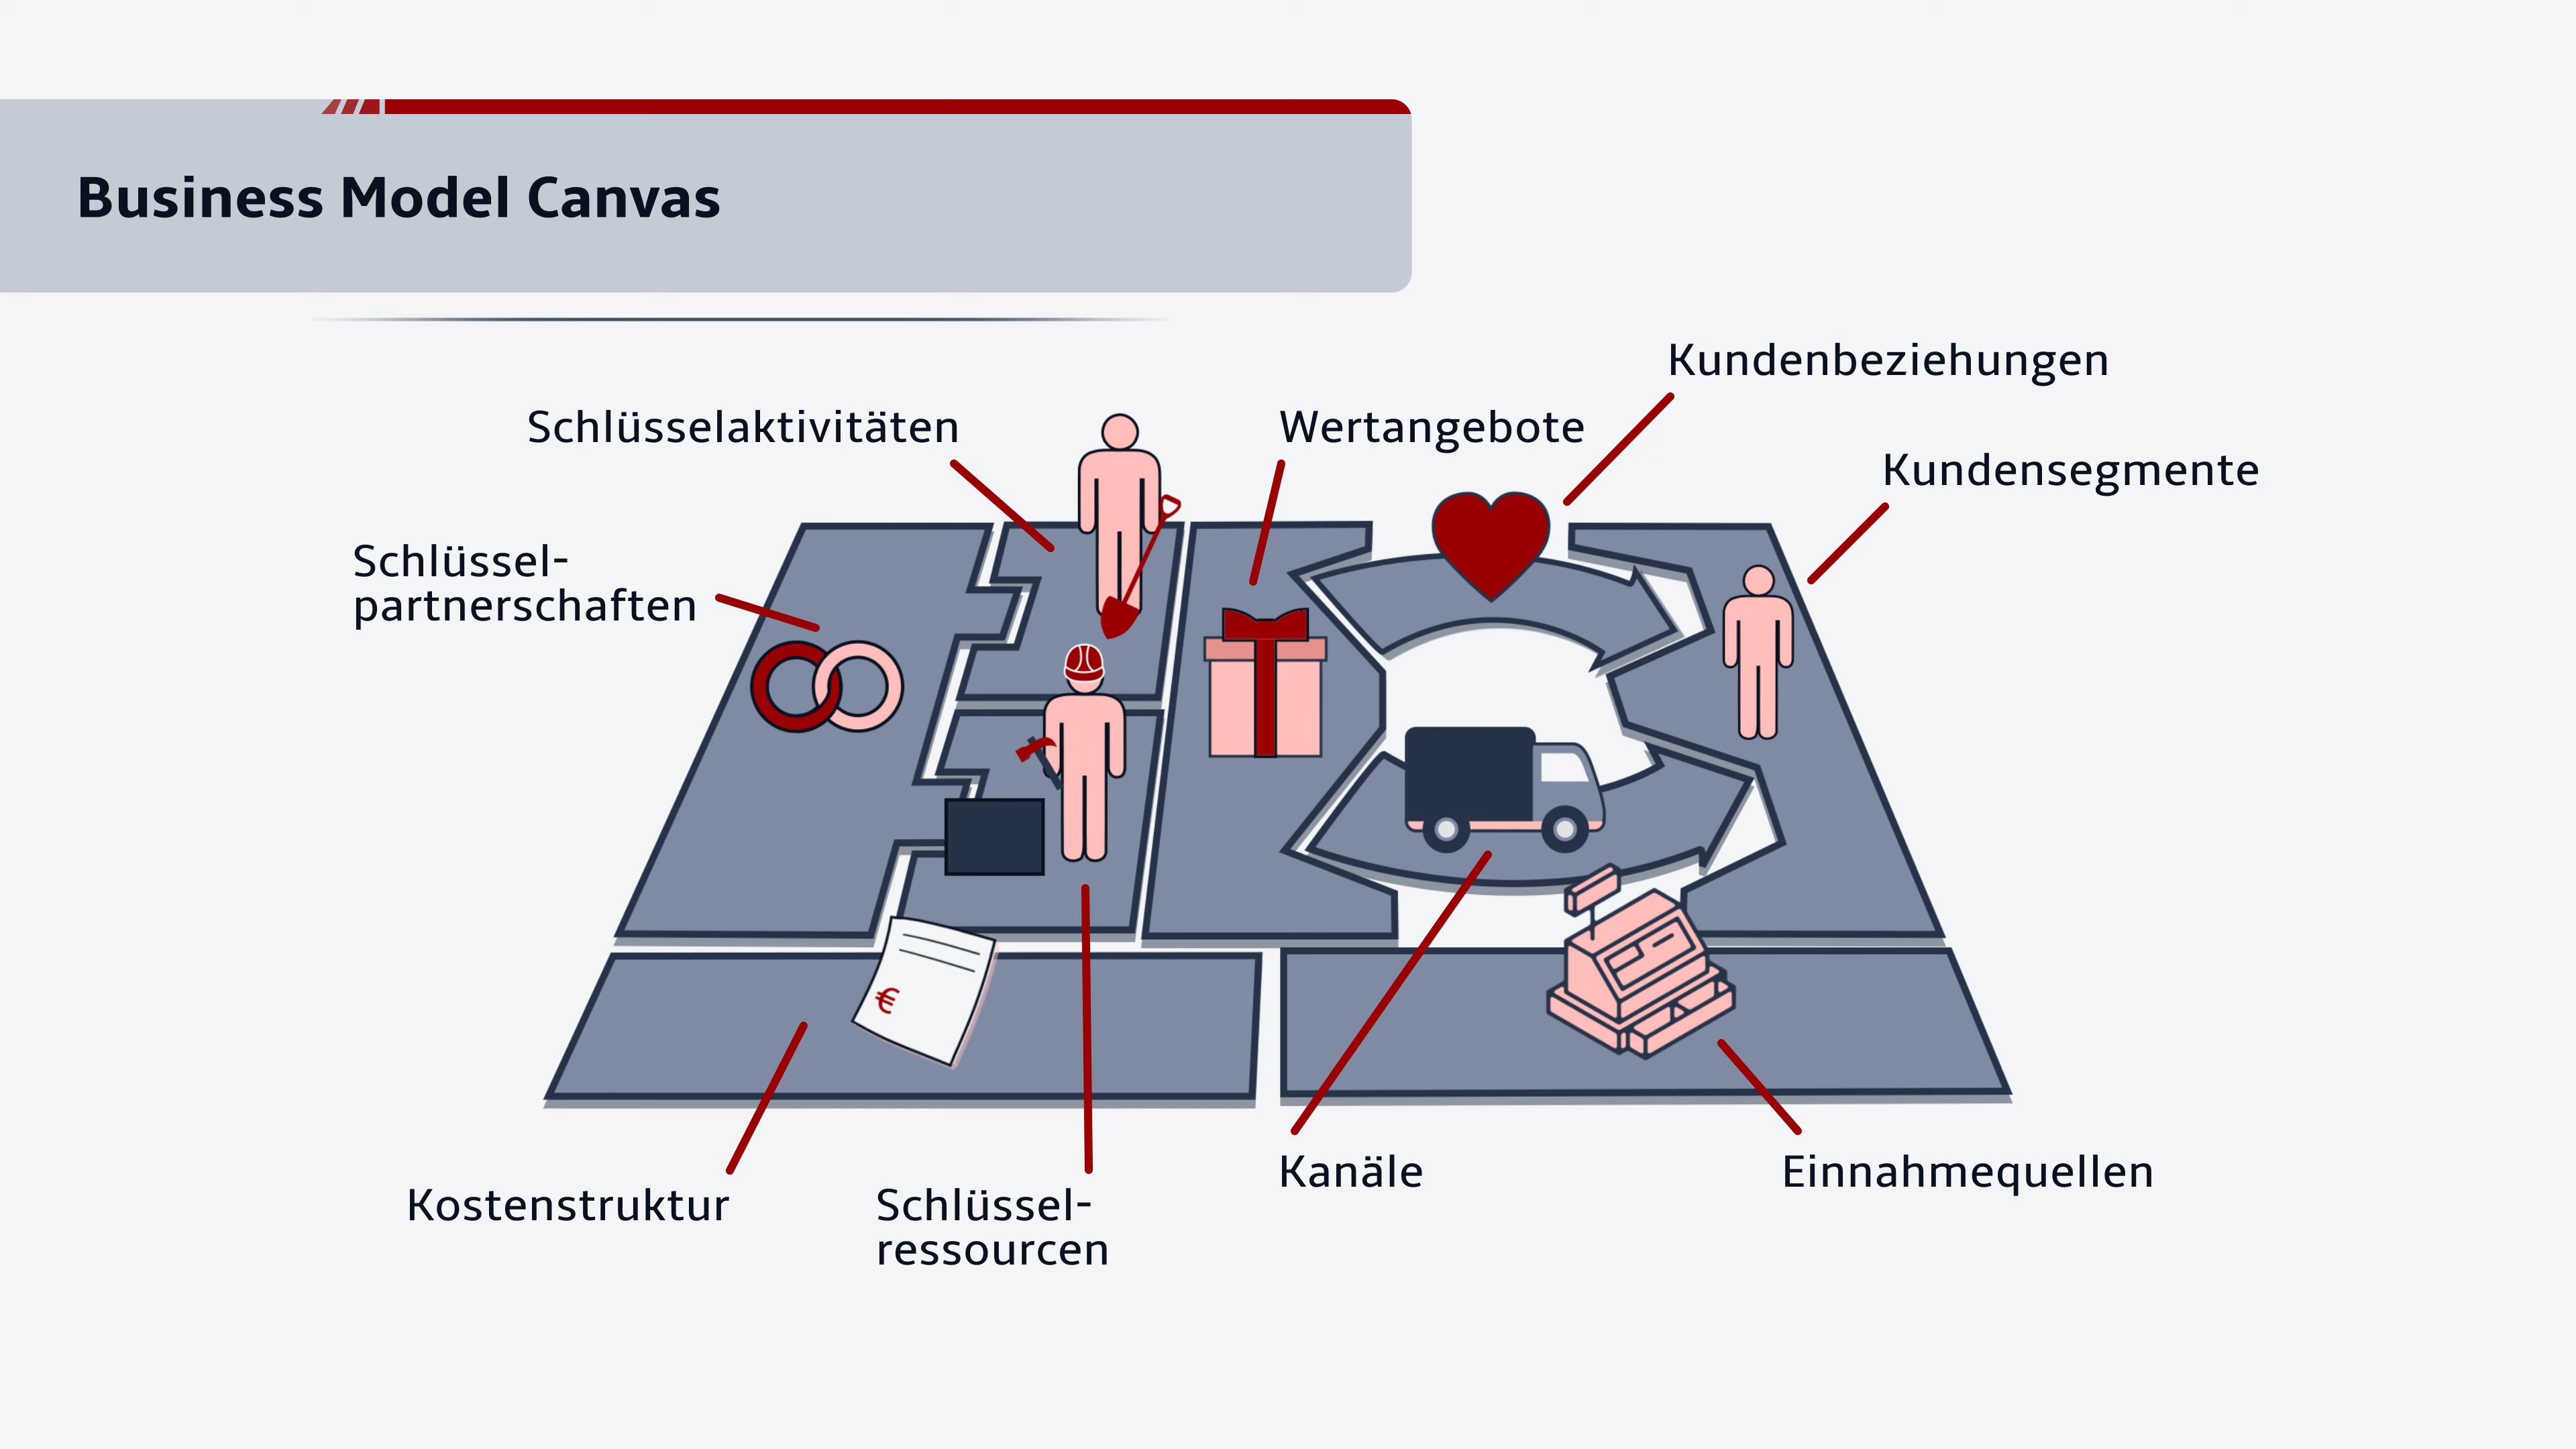 Business Model Canvas
Kundenbeziehungen
Schlüsselaktivitäten
Wertangebote
Kundensegmente
Schlüssel-
partnerschaften
€
Kanäle
Einnahmequellen
Kostenstruktur
Schlüssel-
ressourcen